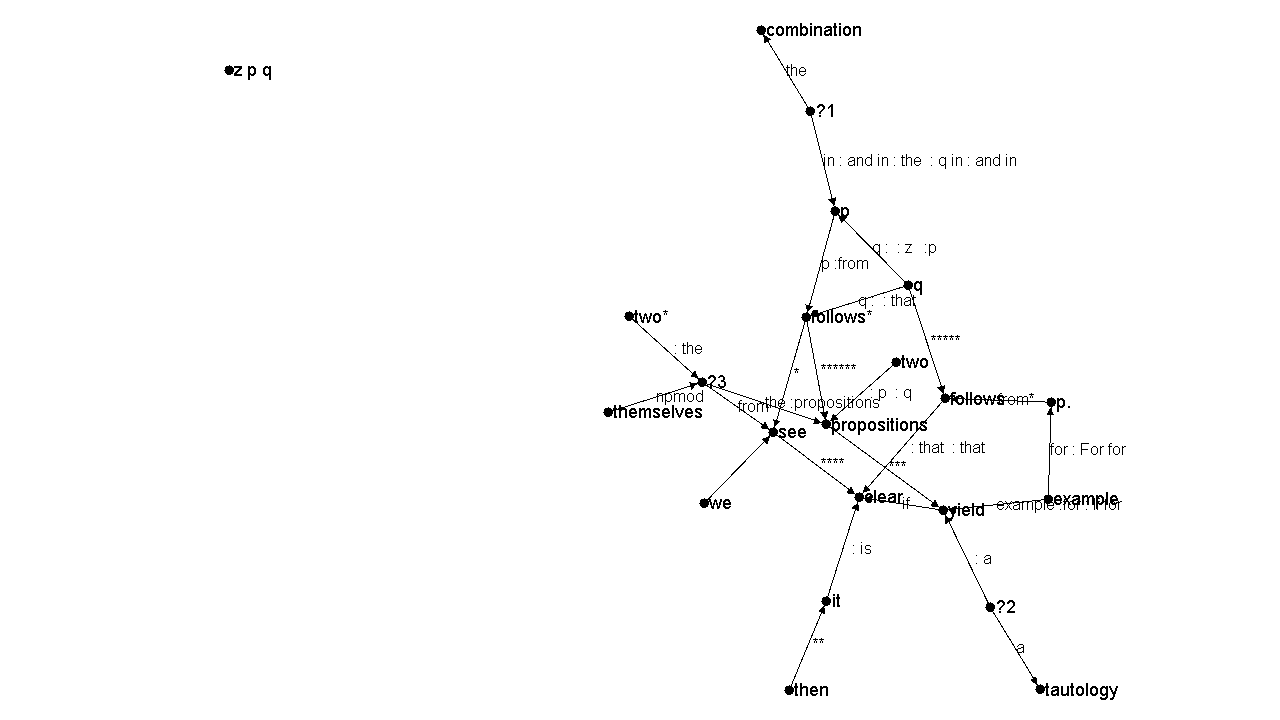 combination
z p q
the
?1
in : and in : the  : q in : and in
p
q :  : z  :p
p :from
q
q :  : that
two*
follows*
*****
: the
two
?3
*
******
npmod
: p : q
from
the :propositions
follows
from*
p.
themselves
propositions
see
: that  : that
for : For for
****
***
we
clear
if
yield
example
example :for :
: is
: a
it
?2
**
a
then
tautology